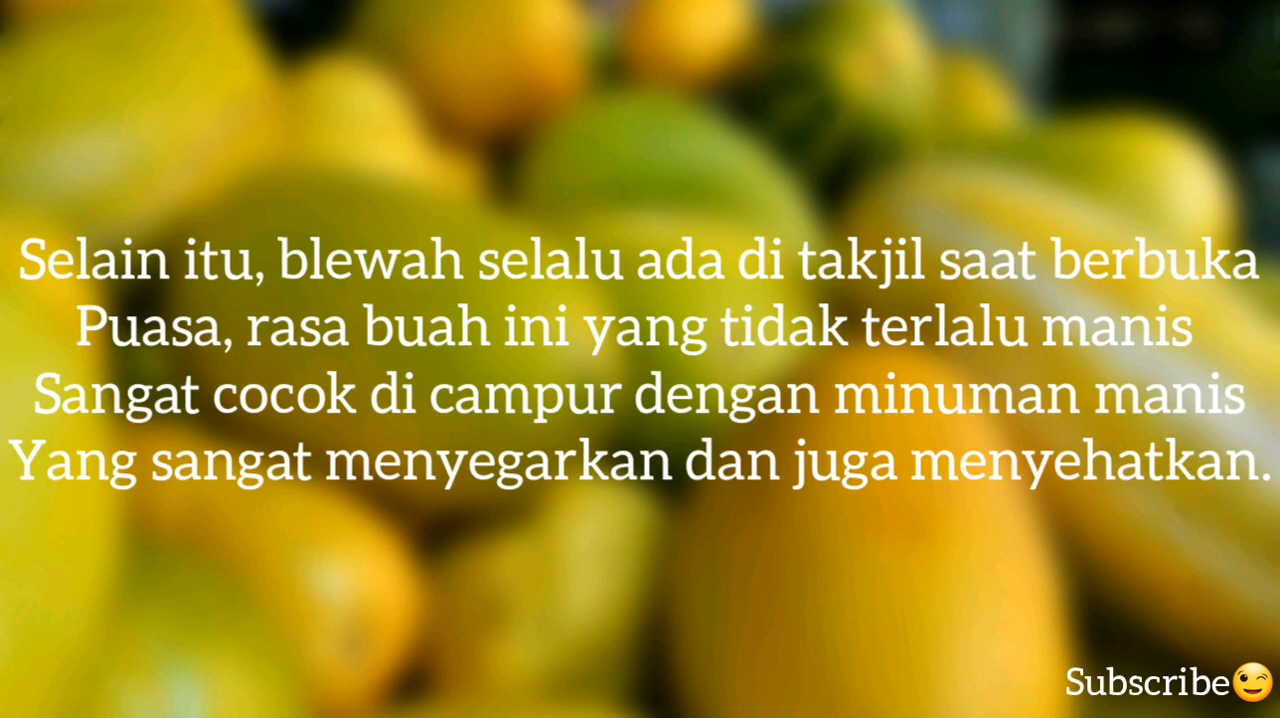 Selain itu, blewah selalu ada di takjil saat berbuka
Puasa, rasa buah ini yang tidak terlalu manis
Sangat cocok di campur dengan minuman manis
Yang sangat menyegarkan dan juga menyehatkan.
Subscribe😉